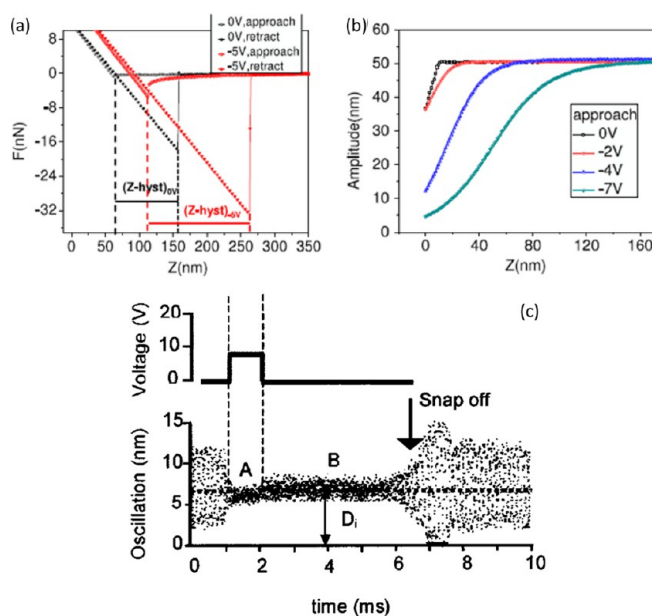 (a)
0V,approach
0V,retract
-5V,approach
-5V,retract
F(nN)
0
-8
-16
-24
-32
(Z-hyst)0V
(Z-hyst)-5V
0 50 100 150 200 250 300 350
Z(nm)
(b)
Amplitude(nm)
60
50
40
30
20
10
0
approach
0V
-2V
-4V
-7V
0 40 80 120 160
Z(nm)
(c)
Voltage (V)
20
10
0
Snap off
Oscillation (nm)
15
10
5
0
A
B
Di
0 2 4 6 8 10
time (ms)